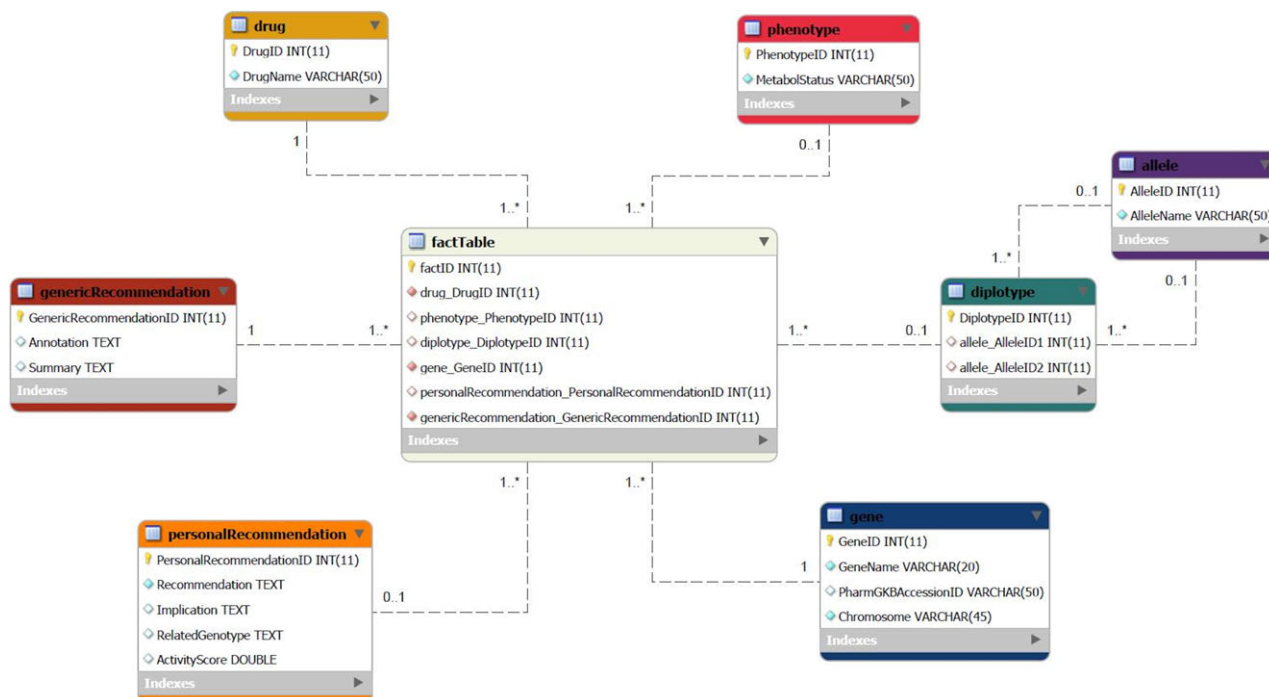 drug
DrugID INT(11)
DrugName VARCHAR(50)
Indexes
1
1..*
phenotype
PhenotypeID INT(11)
MetabolStatus VARCHAR(50)
Indexes
0..1
1..*
allele
AlleleID INT(11)
AlleleName VARCHAR(50)
Indexes
0..1
1..*
0..1
1..*
factTable
factID INT(11)
drug_DrugID INT(11)
phenotype_PhenotypeID INT(11)
diplotype_DiplotypeID INT(11)
gene_GeneID INT(11)
personalRecommendation_PersonalRecommendationID INT(11)
genericRecommendation_GenericRecommendationID INT(11)
Indexes
genericRecommendation
GenericRecommendationID INT(11)
Annotation TEXT
Summary TEXT
Indexes
1
1..*
diplotype
DiplotypeID INT(11)
allele_AlleleID1 INT(11)
allele_AlleleID2 INT(11)
Indexes
1..*
0..1
personalRecommendation
PersonalRecommendationID INT(11)
Recommendation TEXT
Implication TEXT
RelatedGenotype TEXT
ActivityScore DOUBLE
Indexes
1..*
0..1
gene
GeneID INT(11)
GeneName VARCHAR(20)
PharmGKBAccessionID VARCHAR(50)
Chromosome VARCHAR(45)
Indexes
1..*
1